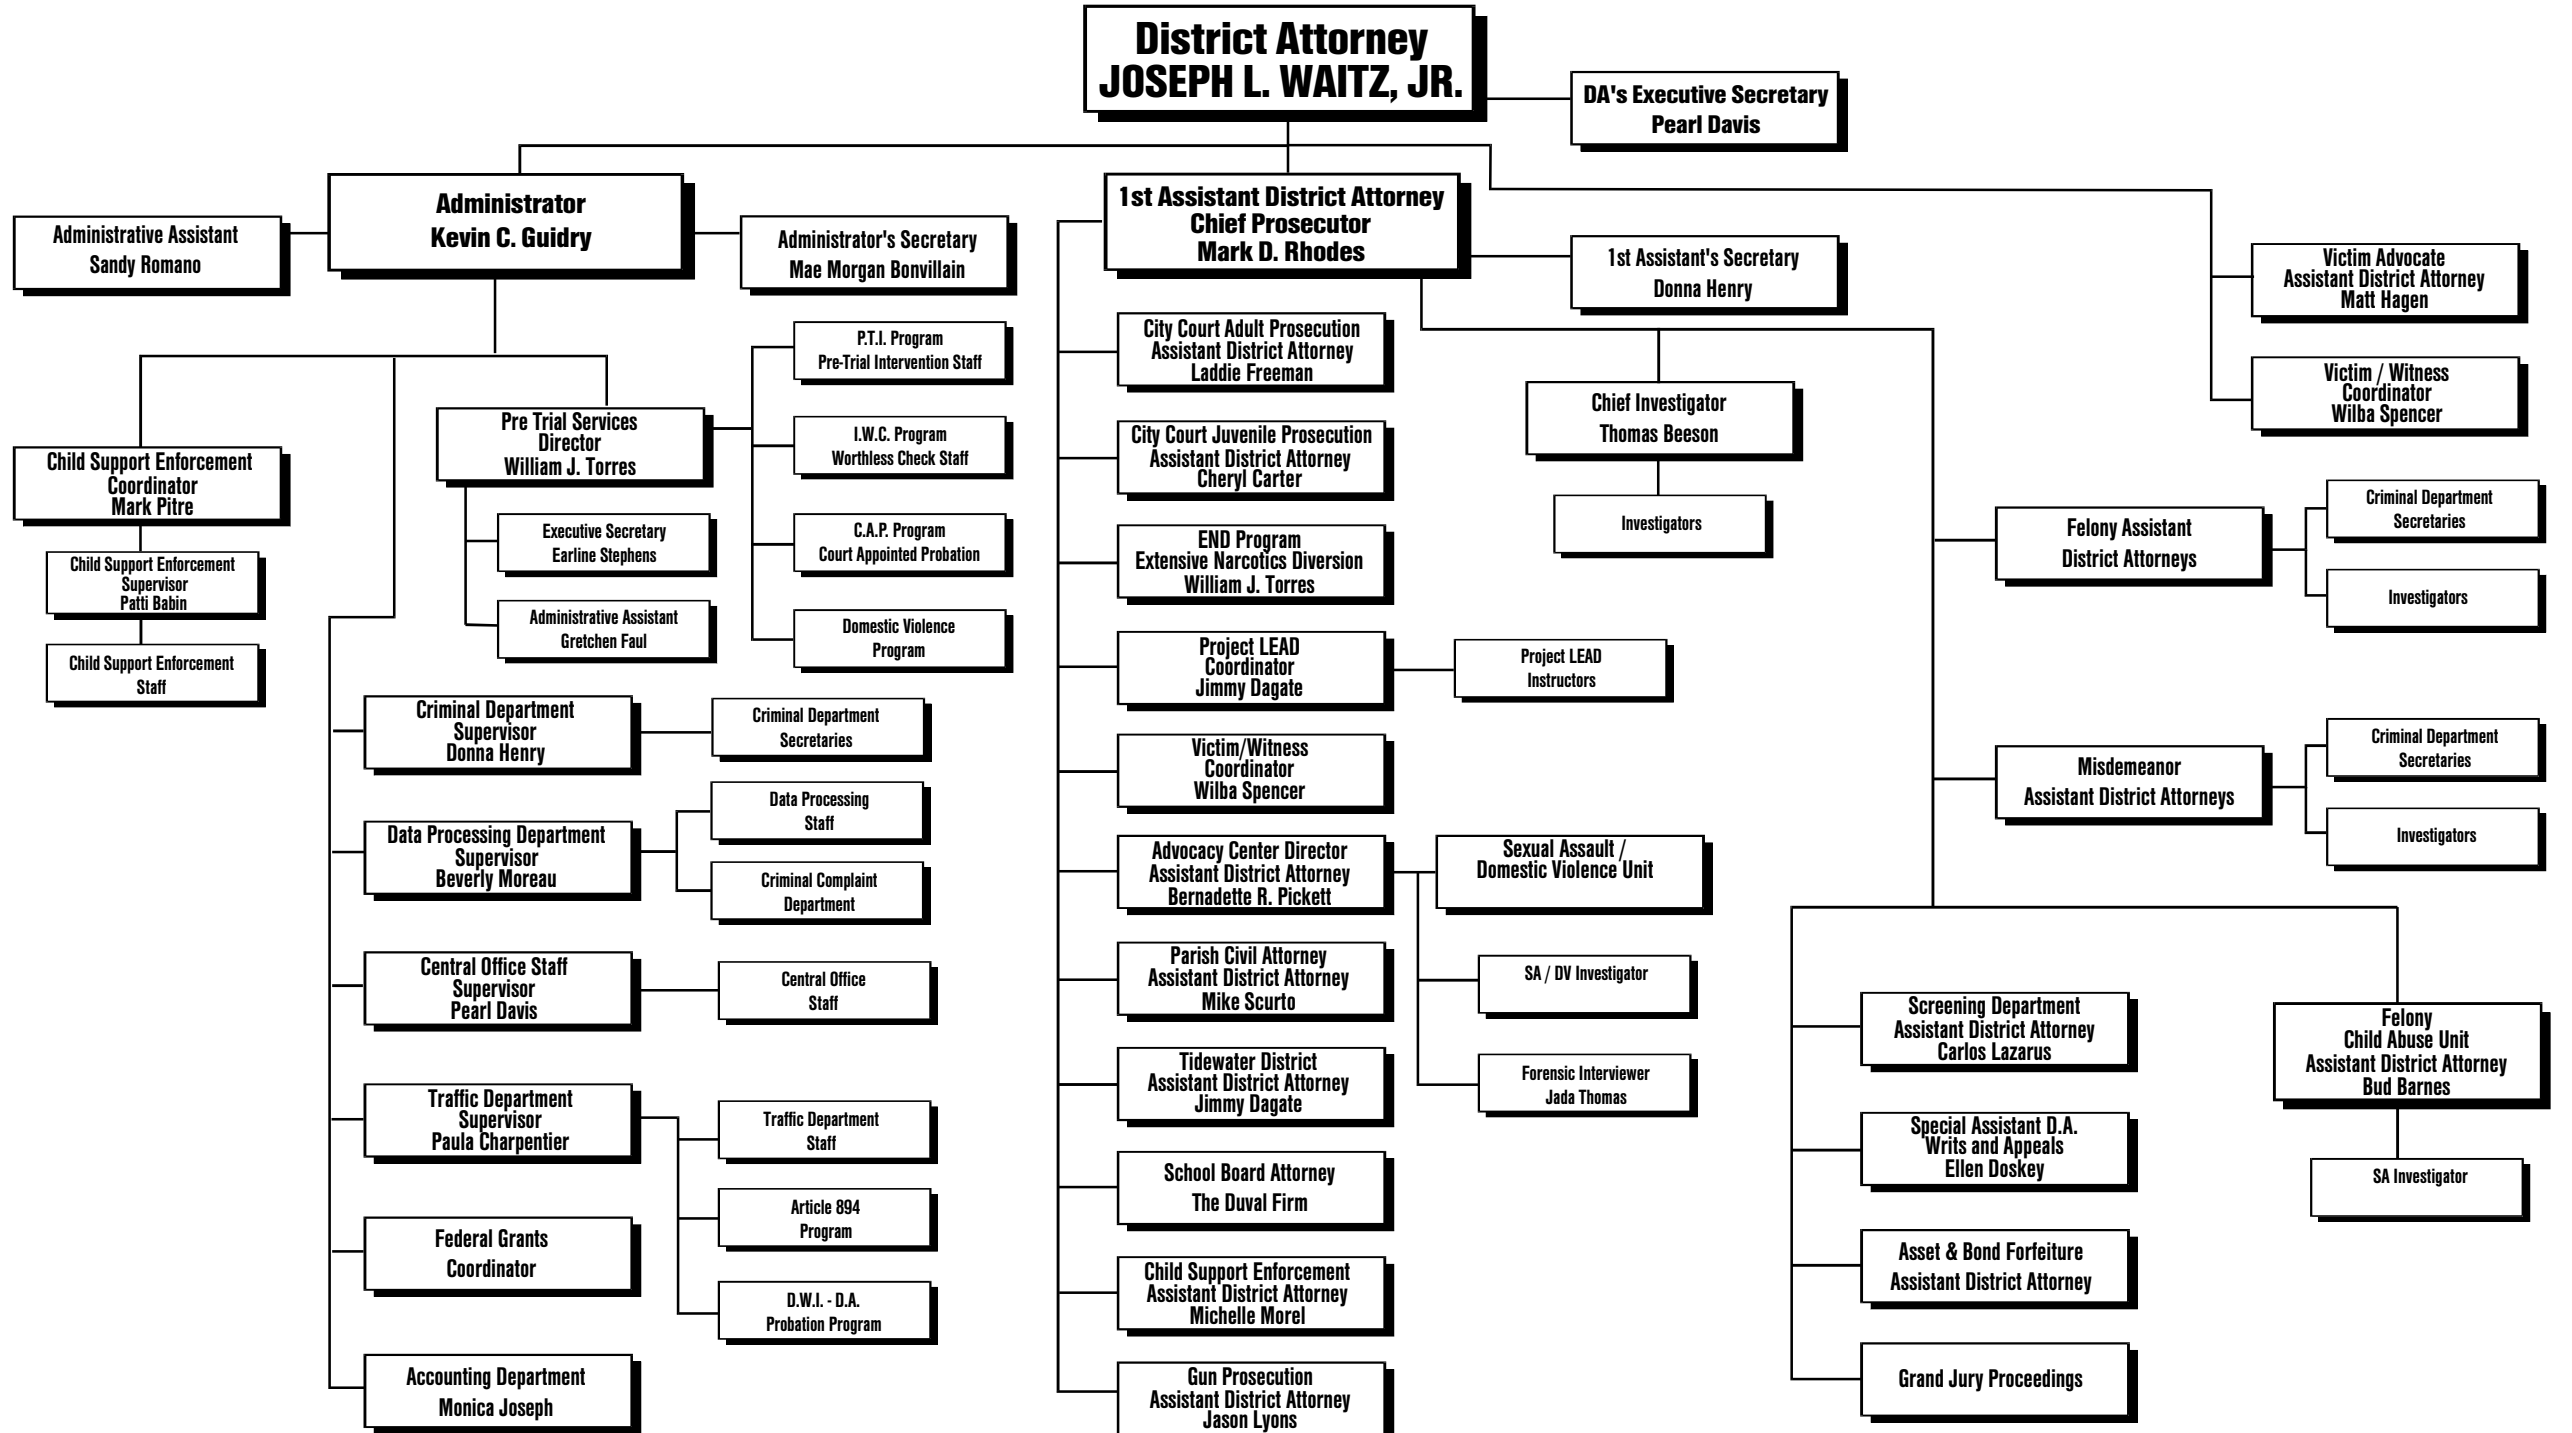 District Attorney
JOSEPH L. WAITZ, JR.
DA's Executive Secretary
Pearl Davis
Administrator
Kevin C. Guidry
Administrative Assistant
Sandy Romano
Administrator's Secretary
Mae Morgan Bonvillain
1st Assistant District Attorney
Chief Prosecutor
Mark D. Rhodes
1st Assistant's Secretary
Donna Henry
Victim Advocate
Assistant District Attorney
Matt Hagen
Victim / Witness
Coordinator
Wilba Spencer
Child Support Enforcement
Coordinator
Mark Pitre
Child Support Enforcement
Supervisor
Patti Babin
Child Support Enforcement
Staff
Pre Trial Services
Director
William J. Torres
Executive Secretary
Earline Stephens
Administrative Assistant
Gretchen Faul
P.T.I. Program
Pre-Trial Intervention Staff
I.W.C. Program
Worthless Check Staff
C.A.P. Program
Court Appointed Probation
Domestic Violence
Program
Criminal Department
Supervisor
Donna Henry
Criminal Department
Secretaries
Data Processing Department
Supervisor
Beverly Moreau
Data Processing
Staff
Criminal Complaint
Department
Central Office Staff
Supervisor
Pearl Davis
Central Office
Staff
Traffic Department
Supervisor
Paula Charpentier
Traffic Department
Staff
Article 894
Program
D.W.I. - D.A.
Probation Program
Federal Grants
Coordinator
Accounting Department
Monica Joseph
City Court Adult Prosecution
Assistant District Attorney
Laddie Freeman
City Court Juvenile Prosecution
Assistant District Attorney
Cheryl Carter
END Program
Extensive Narcotics Diversion
William J. Torres
Project LEAD
Coordinator
Jimmy Dagate
Project LEAD
Instructors
Victim/Witness
Coordinator
Wilba Spencer
Advocacy Center Director
Assistant District Attorney
Bernadette R. Pickett
Sexual Assault /
Domestic Violence Unit
SA / DV Investigator
Forensic Interviewer
Jada Thomas
Parish Civil Attorney
Assistant District Attorney
Mike Scurto
Tidewater District
Assistant District Attorney
Jimmy Dagate
School Board Attorney
The Duval Firm
Child Support Enforcement
Assistant District Attorney
Michelle Morel
Gun Prosecution
Assistant District Attorney
Jason Lyons
Chief Investigator
Thomas Beeson
Investigators
Felony Assistant
District Attorneys
Criminal Department
Secretaries
Investigators
Misdemeanor
Assistant District Attorneys
Criminal Department
Secretaries
Investigators
Screening Department
Assistant District Attorney
Carlos Lazarus
Special Assistant D.A.
Writs and Appeals
Ellen Doskey
Asset & Bond Forfeiture
Assistant District Attorney
Grand Jury Proceedings
Felony
Child Abuse Unit
Assistant District Attorney
Bud Barnes
SA Investigator